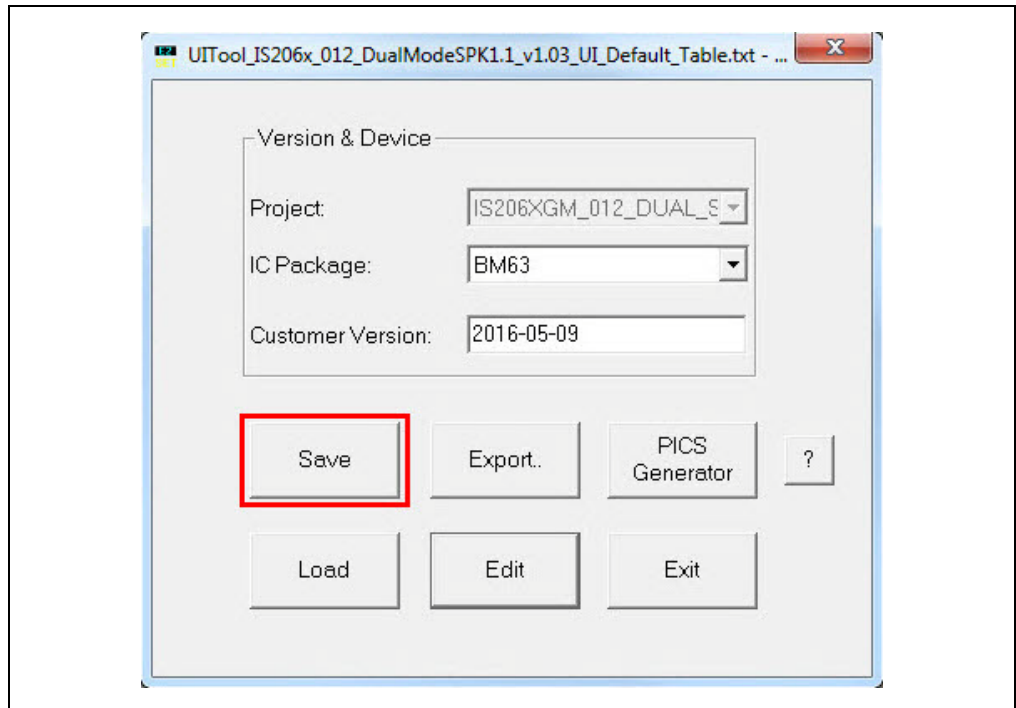 UITool_IS206x_012_DualModeSPK1.1_v1.03_UI_Default_Table.txt - ...
Version & Device
Project:
IS206XGM_012_DUAL_S
IC Package:
BM63
Customer Version:
2016-05-09
Save
Export..
PICS
Generator
?
Load
Edit
Exit